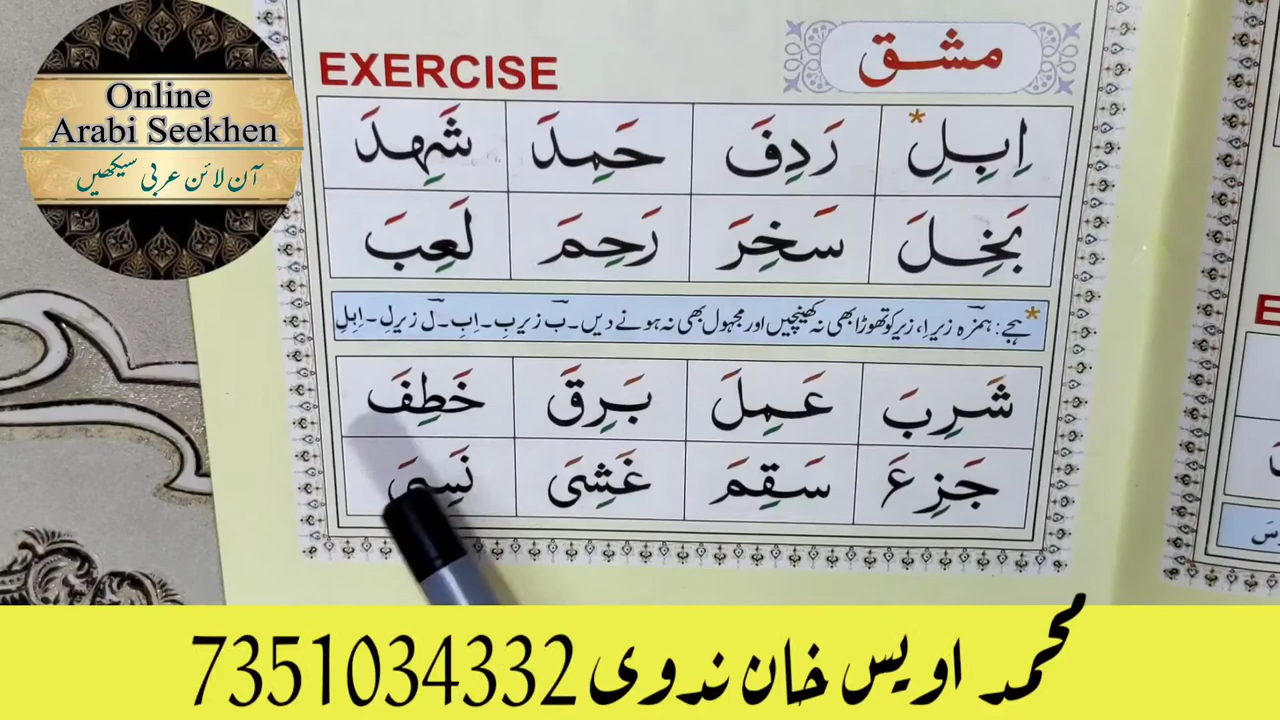 Online
Arabi Seekhen
آن لائن عربی سیکھیں
EXERCISE
مشق
اِبِلِ* رَدِفَ حَمِدَ شَهِدَ
بَخِلَ سَخِرَ رَحِمَ لَعِبَ
*ہجے: ہمزہ زیر اِ، زیر کو تھوڑا بھی نہ کھینچیں اور مجہول بھی نہ ہونے دیں۔ بٓ زیر بِ۔ اِبِ۔ لٓ زیر لِ۔ اِبِلِ
شَرِبَ عَمِلَ بَرِقَ خَطِفَ
جَزِعَ سَقِمَ غَشِىَ نَسِىَ
محمد اویس خان ندوی 7351034332